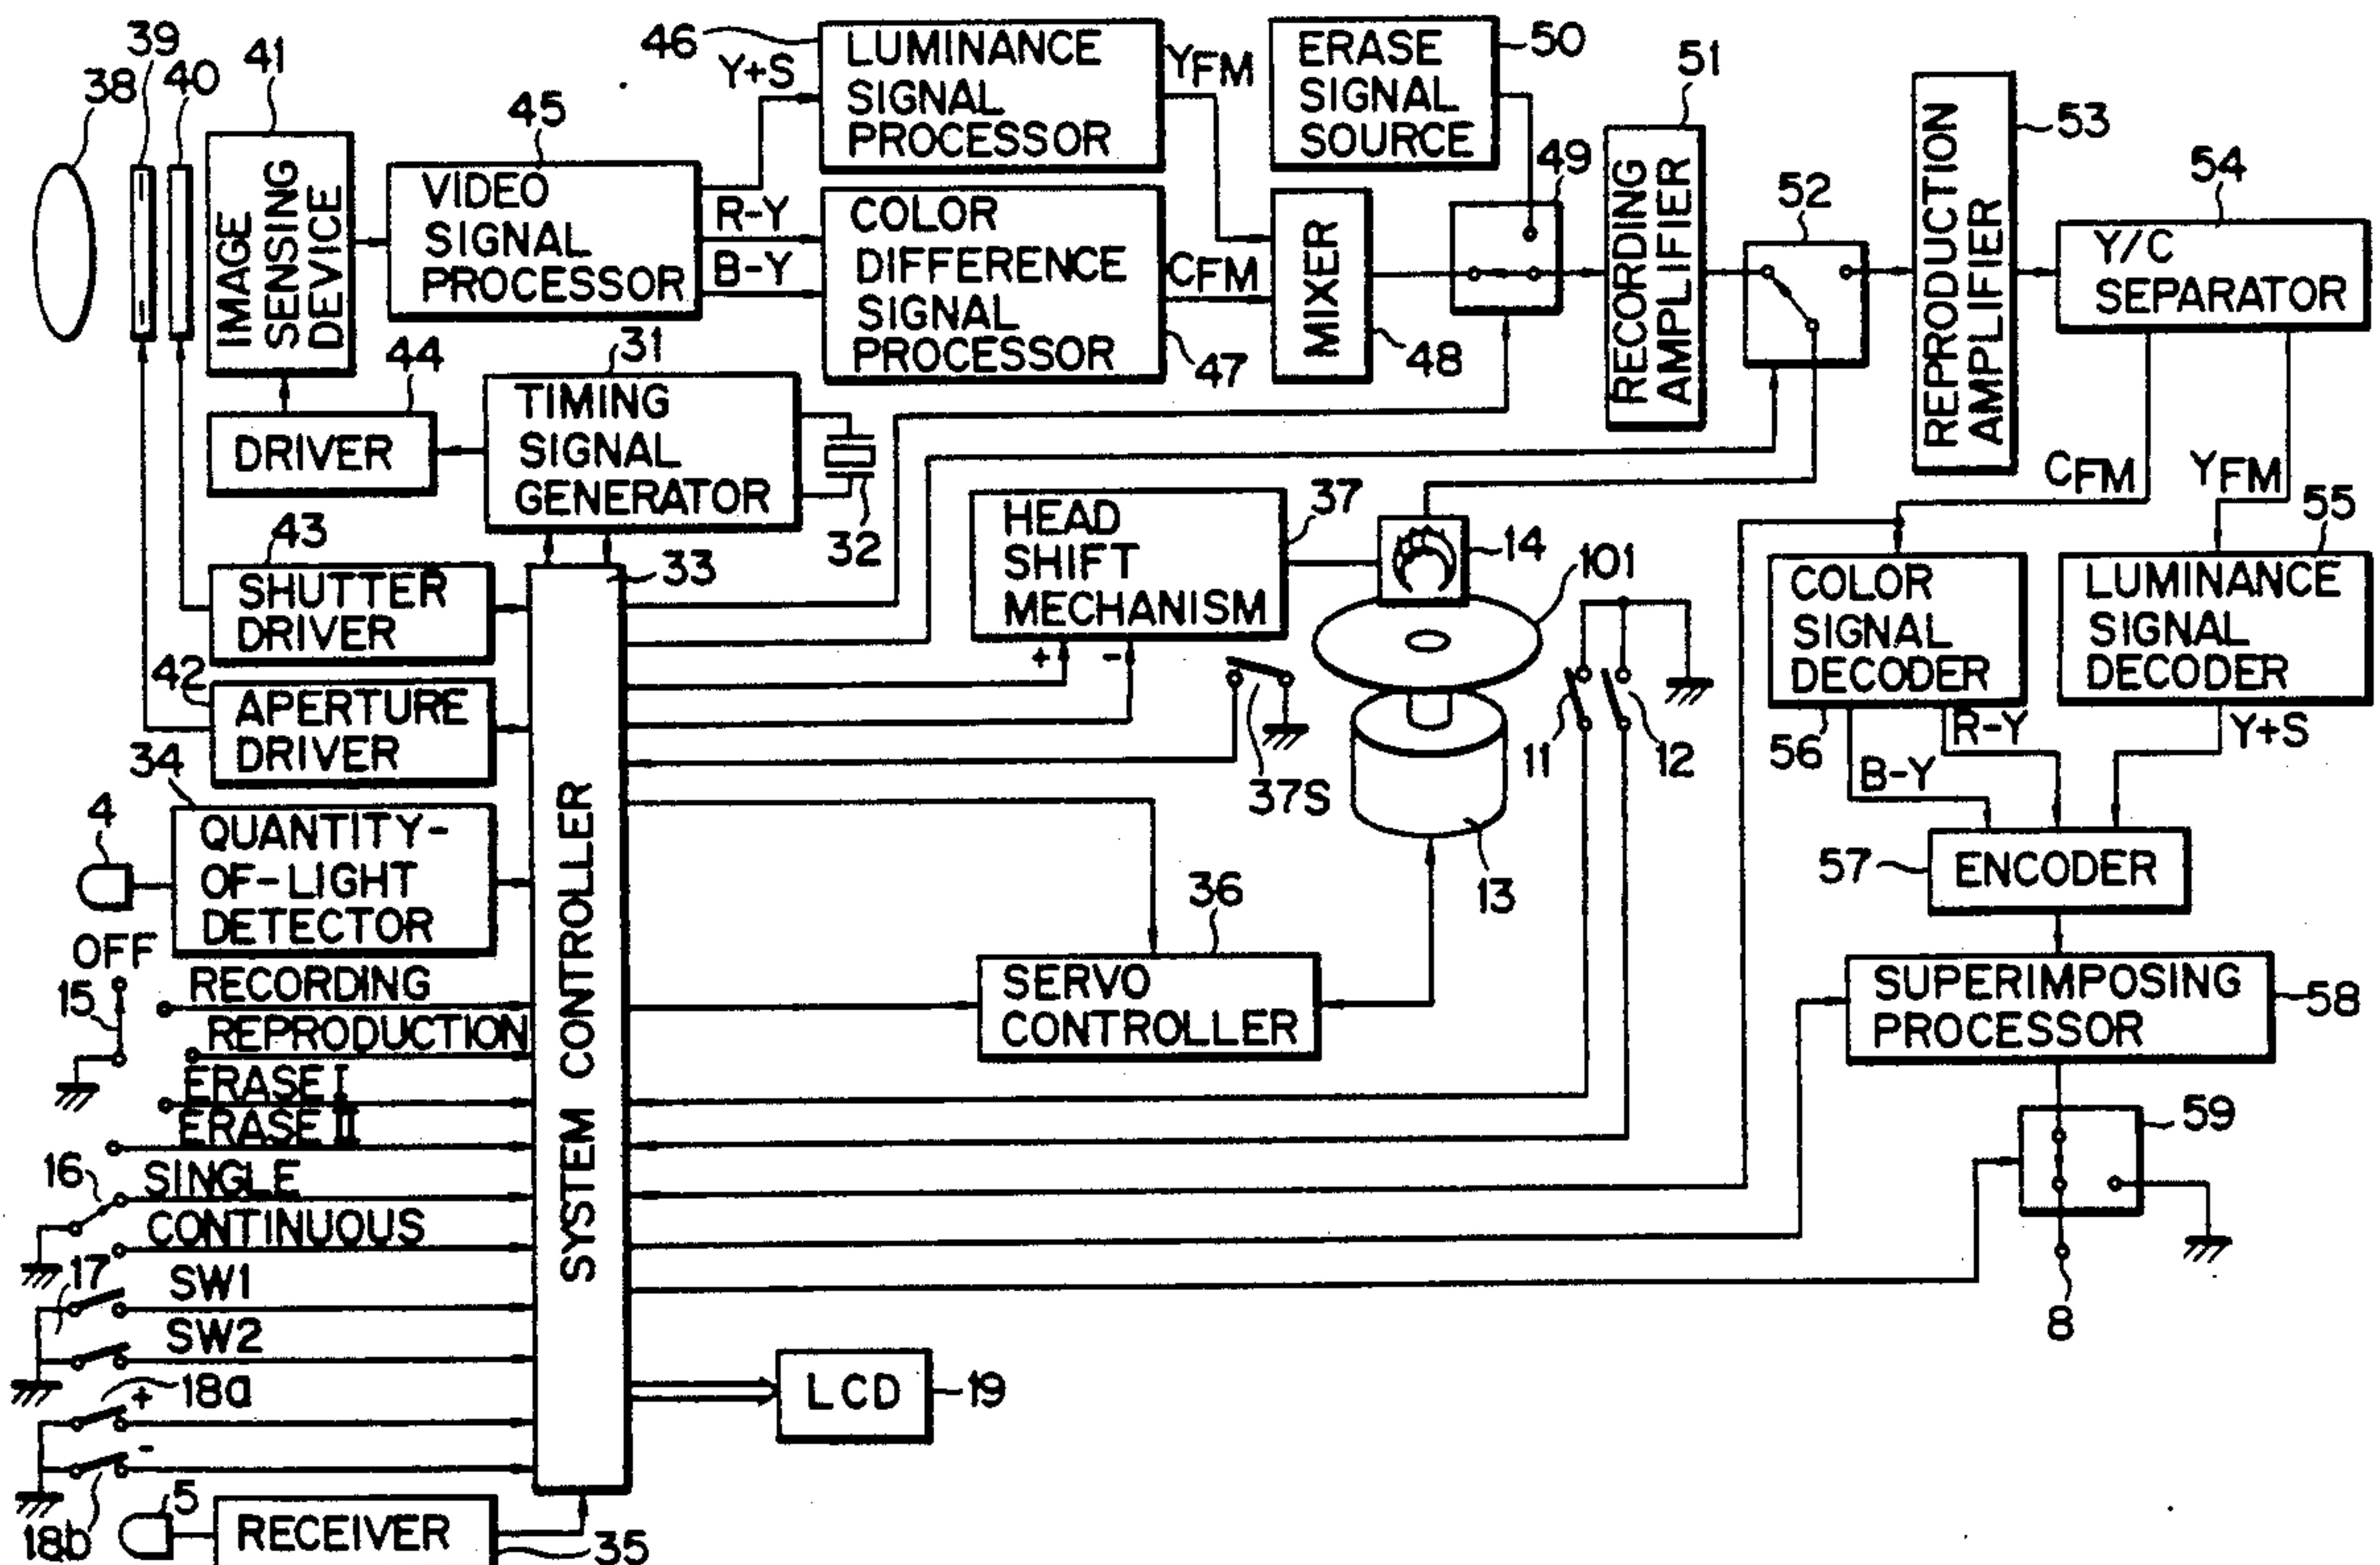 38
39
40
41
IMAGE
SENSING
DEVICE
45
VIDEO
SIGNAL
PROCESSOR
Y+S
R-Y
B-Y
46
LUMINANCE
SIGNAL
PROCESSOR
YFM
COLOR
DIFFERENCE
SIGNAL
PROCESSOR
47
CFM
50
ERASE
SIGNAL
SOURCE
MIXER
48
49
51
RECORDING
AMPLIFIER
52
53
REPRODUCTION
AMPLIFIER
54
Y/C
SEPARATOR
CFM
YFM
44
DRIVER
31
TIMING
SIGNAL
GENERATOR
32
43
SHUTTER
DRIVER
42
APERTURE
DRIVER
34
4
QUANTITY-
OF-LIGHT
DETECTOR
33
SYSTEM CONTROLLER
37
HEAD
SHIFT
MECHANISM
+
-
37S
14
101
11
12
13
36
SERVO
CONTROLLER
55
COLOR
SIGNAL
DECODER
56
LUMINANCE
SIGNAL
DECODER
R-Y
B-Y
Y+S
57
ENCODER
SUPERIMPOSING
PROCESSOR
58
59
8
OFF
15
RECORDING
REPRODUCTION
ERASE I
ERASE II
16
SINGLE
CONTINUOUS
17
SW1
SW2
+
18a
-
18b
LCD
19
5
RECEIVER
35